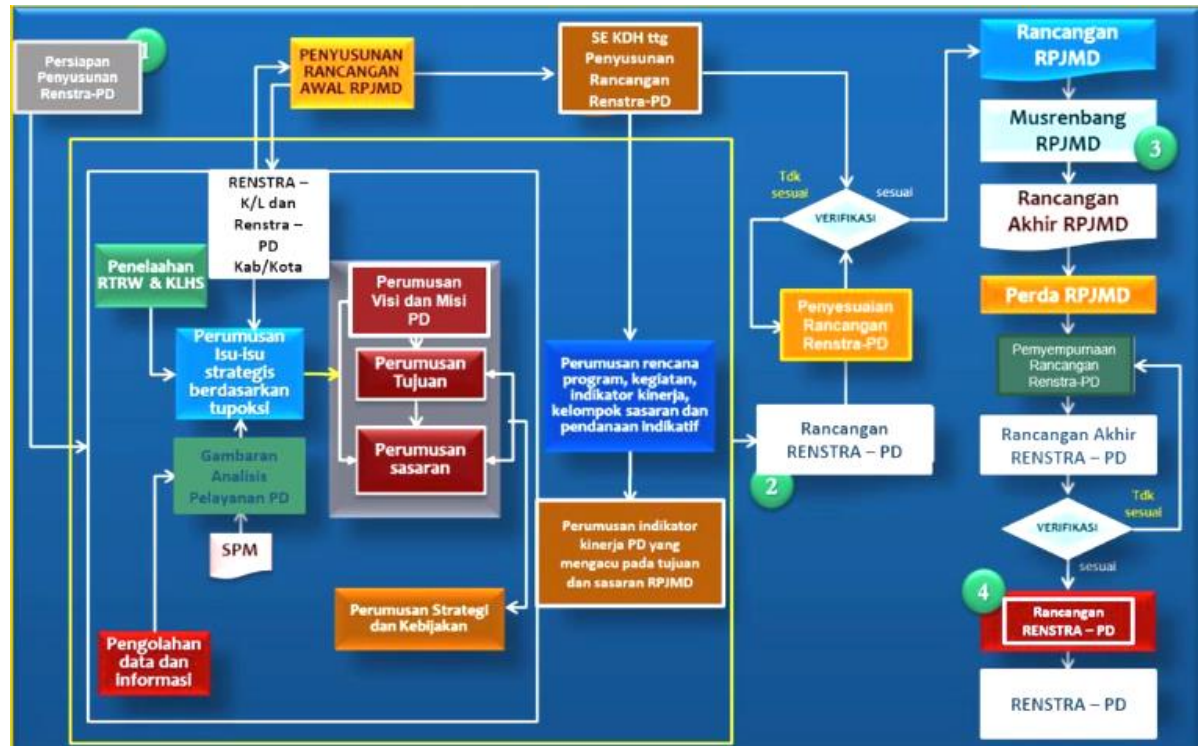 1
Persiapan
Penyusunan
Renstra-PD
PENYUSUNAN
RANCANGAN
AWAL RPJMD
SE KDH ttg
Penyusunan
Rancangan
Renstra-PD
Rancangan
RPJMD
Musrenbang
RPJMD
3
Rancangan
Akhir RPJMD
Perda RPJMD
Pemyempurnaan
Rancangan
Renstra-PD
Rancangan Akhir
RENSTRA – PD
Tdk
sesuai
VERIFIKASI
sesuai
4
Rancangan
RENSTRA – PD
RENSTRA – PD
RENSTRA –
K/L dan
Renstra –
PD
Kab/Kota
Penelaahan
RTRW & KLHS
Perumusan
Isu-isu
strategis
berdasarkan
tupoksi
Gambaran
Analisis
Pelayanan PD
SPM
Pengolahan
data dan
informasi
Perumusan
Visi dan Misi
PD
Perumusan
Tujuan
Perumusan
sasaran
Perumusan Strategi
dan Kebijakan
Perumusan rencana
program, kegiatan,
indikator kinerja,
kelompok sasaran dan
pendanaan indikatif
Perumusan indikator
kinerja PD yang
mengacu pada tujuan
dan sasaran RPJMD
Tdk
sesuai
sesuai
VERIFIKASI
Penyesuaian
Rancangan
Renstra-PD
Rancangan
RENSTRA – PD
2